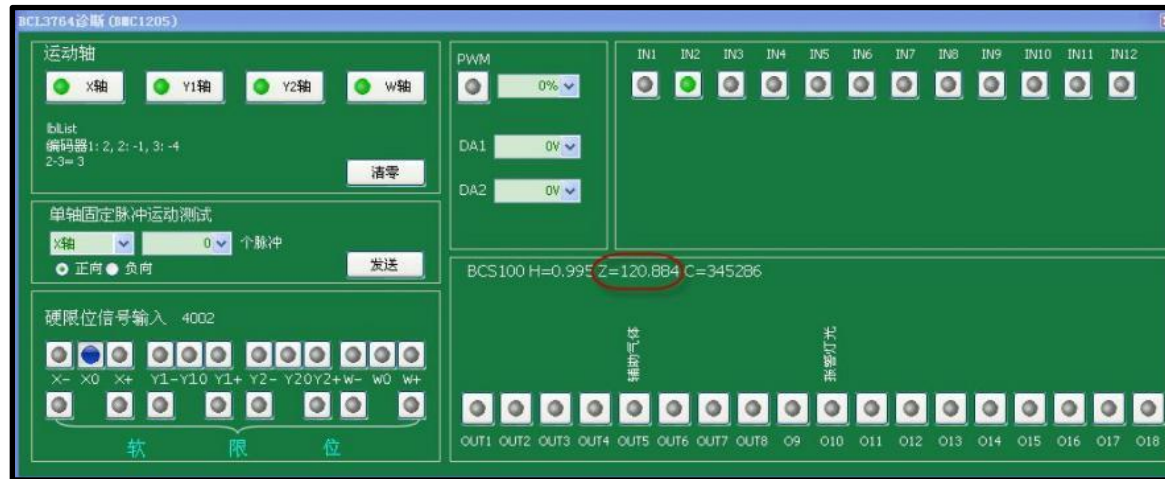 BCL3764诊断(BMC1205)
运动轴
X轴 Y1轴 Y2轴 W轴
lblList
编码器1: 2, 2: -1, 3: -4
2-3= 3
清零
单轴固定脉冲运动测试
X轴 0 个脉冲
正向 负向
发送
硬限位信号输入 4002
X- X0 X+ Y1- Y10 Y1+ Y2- Y20 Y2+ W- W0 W+
软 限 位
PWM
0%
DA1 0V
DA2 0V
IN1 IN2 IN3 IN4 IN5 IN6 IN7 IN8 IN9 IN10 IN11 IN12
BCS100 H=0.995 Z=120.884 C=345286
辅助气体
报警灯光
OUT1 OUT2 OUT3 OUT4 OUT5 OUT6 OUT7 OUT8 O9 O10 O11 O12 O13 O14 O15 O16 O17 O18